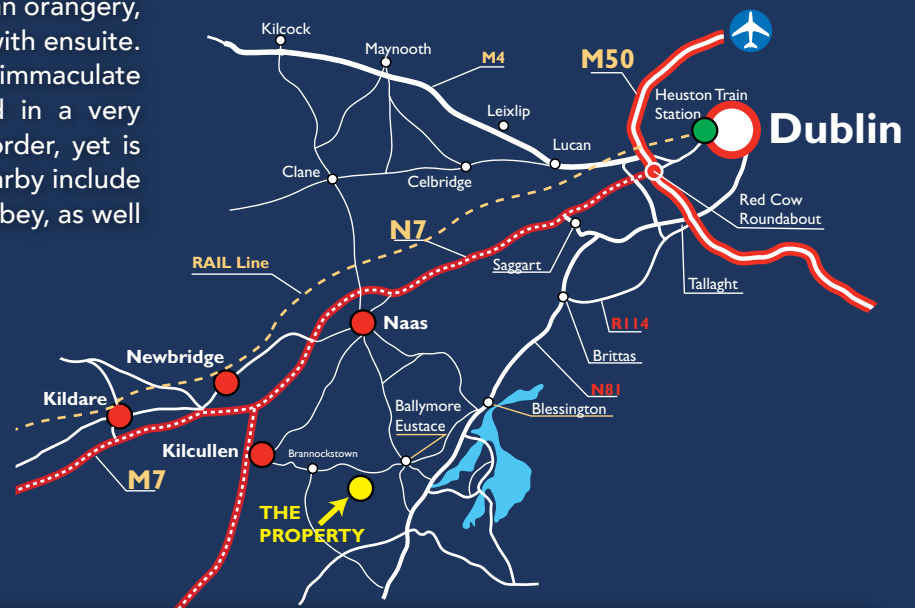 an orangery,
with ensuite.
immaculate
d in a very
order, yet is
arby include
bey, as well
Kilcock
Maynooth
M4
M50
Leixlip
Heuston Train
Station
Dublin
Lucan
Clane
Celbridge
Red Cow
Roundabout
N7
RAIL Line
Saggart
Tallaght
R114
Naas
Brittas
Newbridge
N81
Kildare
Ballymore
Eustace
Blessington
Kilcullen
Brannockstown
M7
THE
PROPERTY